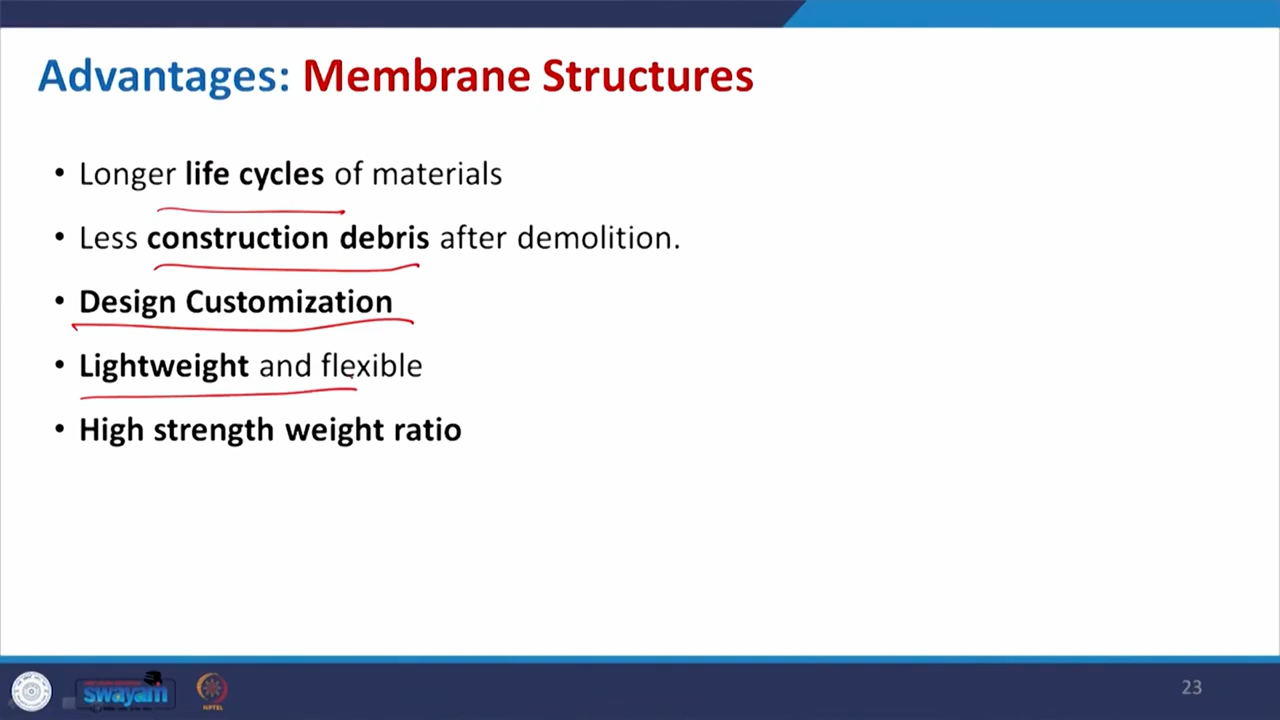 Advantages: Membrane Structures
• Longer life cycles of materials
• Less construction debris after demolition.
• Design Customization
• Lightweight and flexible
• High strength weight ratio
swayam
NPTEL
23